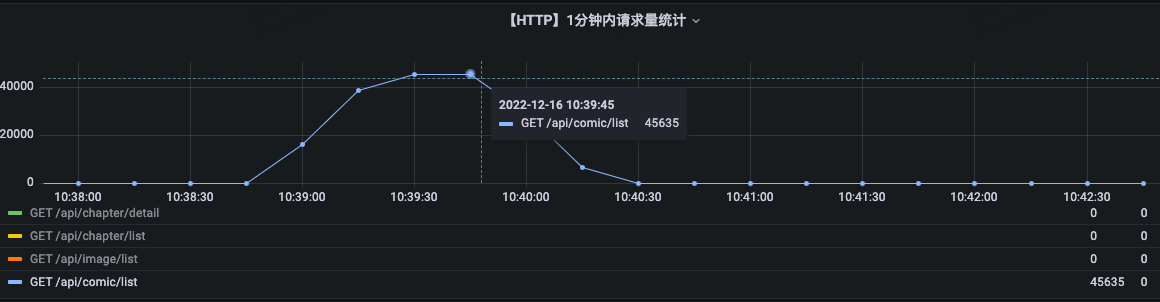 【HTTP】1分钟内请求量统计
40000
2022-12-16 10:39:45
GET /api/comic/list 45635
20000
0
10:38:00 10:38:30 10:39:00 10:39:30 10:40:00 10:40:30 10:41:00 10:41:30 10:42:00 10:42:30
GET /api/chapter/detail 0 0
GET /api/chapter/list 0 0
GET /api/image/list 0 0
GET /api/comic/list 45635 0